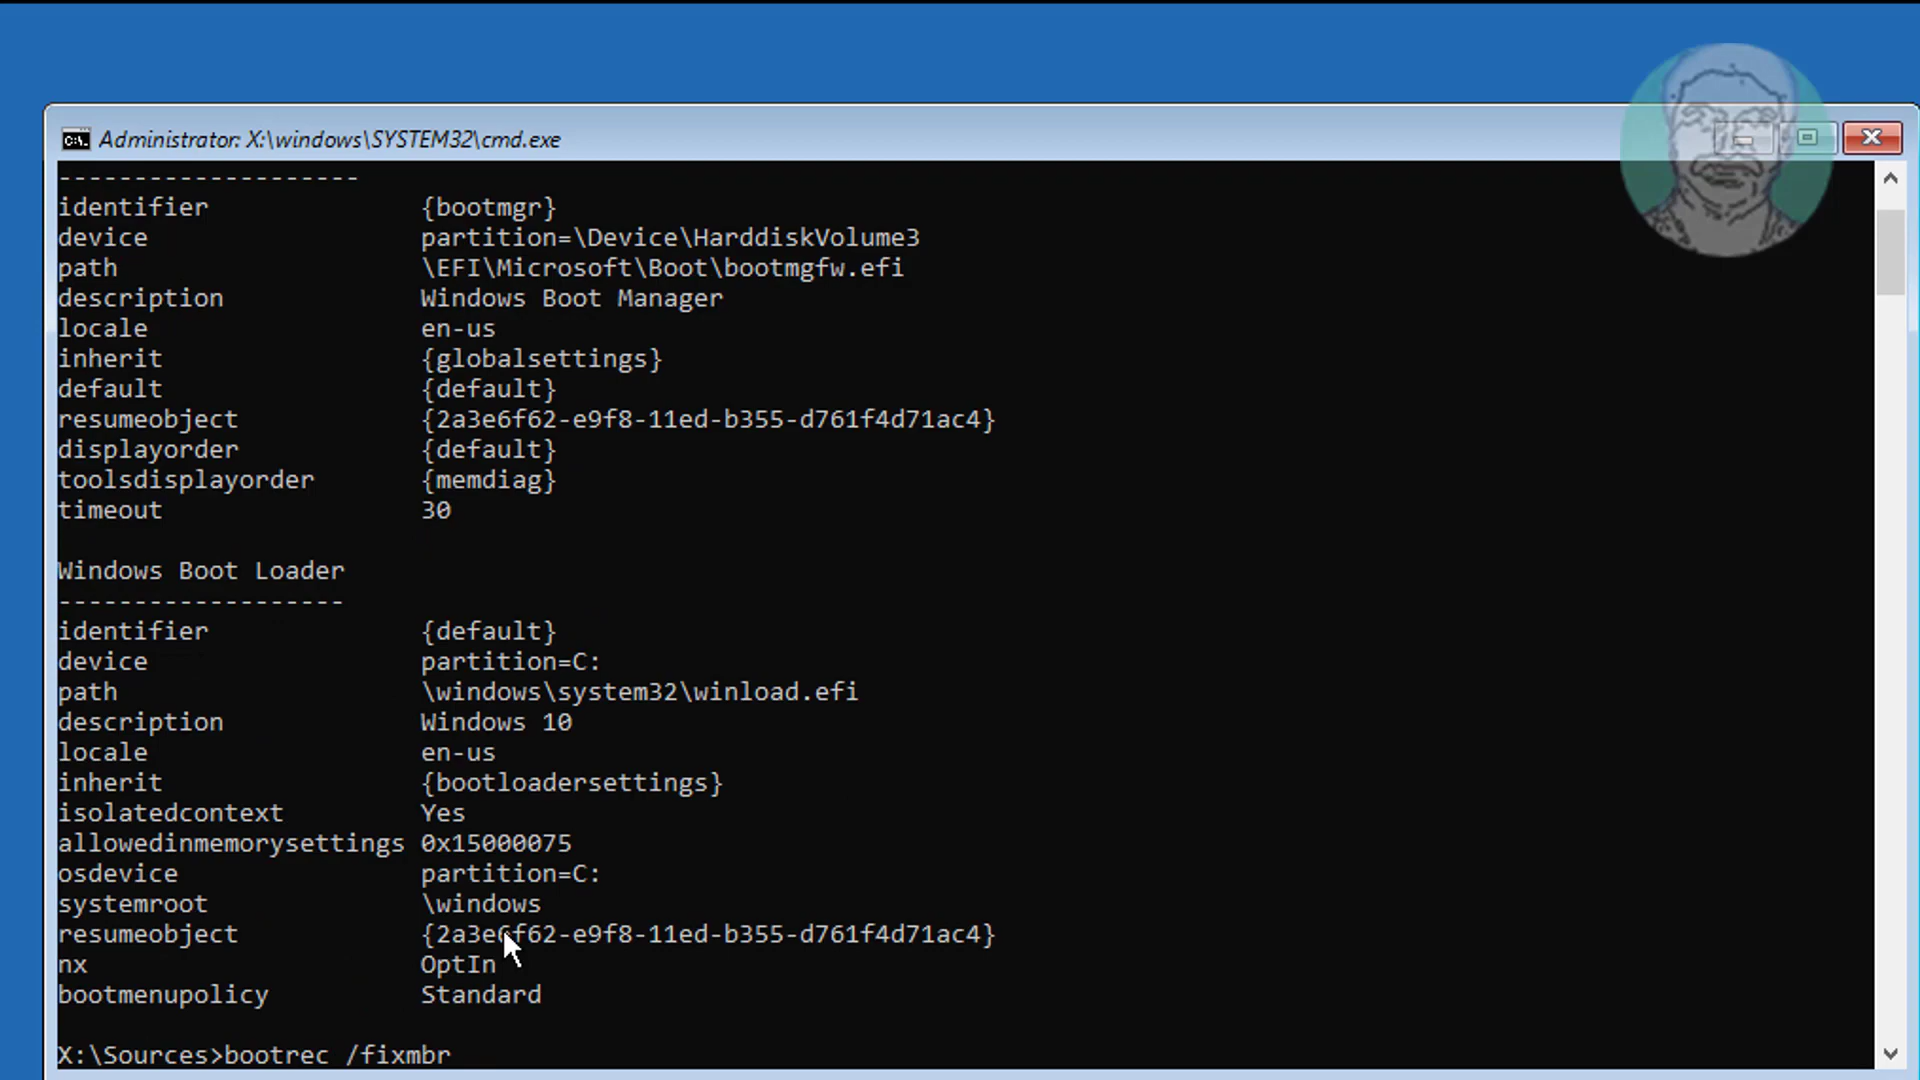 Administrator: X:\windows\SYSTEM32\cmd.exe
--------------------
identifier {bootmgr}
device partition=\Device\HarddiskVolume3
path \EFI\Microsoft\Boot\bootmgfw.efi
description Windows Boot Manager
locale en-us
inherit {globalsettings}
default {default}
resumeobject {2a3e6f62-e9f8-11ed-b355-d761f4d71ac4}
displayorder {default}
toolsdisplayorder {memdiag}
timeout 30
Windows Boot Loader
-------------------
identifier {default}
device partition=C:
path \windows\system32\winload.efi
description Windows 10
locale en-us
inherit {bootloadersettings}
isolatedcontext Yes
allowedinmemorysettings 0x15000075
osdevice partition=C:
systemroot \windows
resumeobject {2a3e6f62-e9f8-11ed-b355-d761f4d71ac4}
nx OptIn
bootmenupolicy Standard
X:\Sources>bootrec /fixmbr